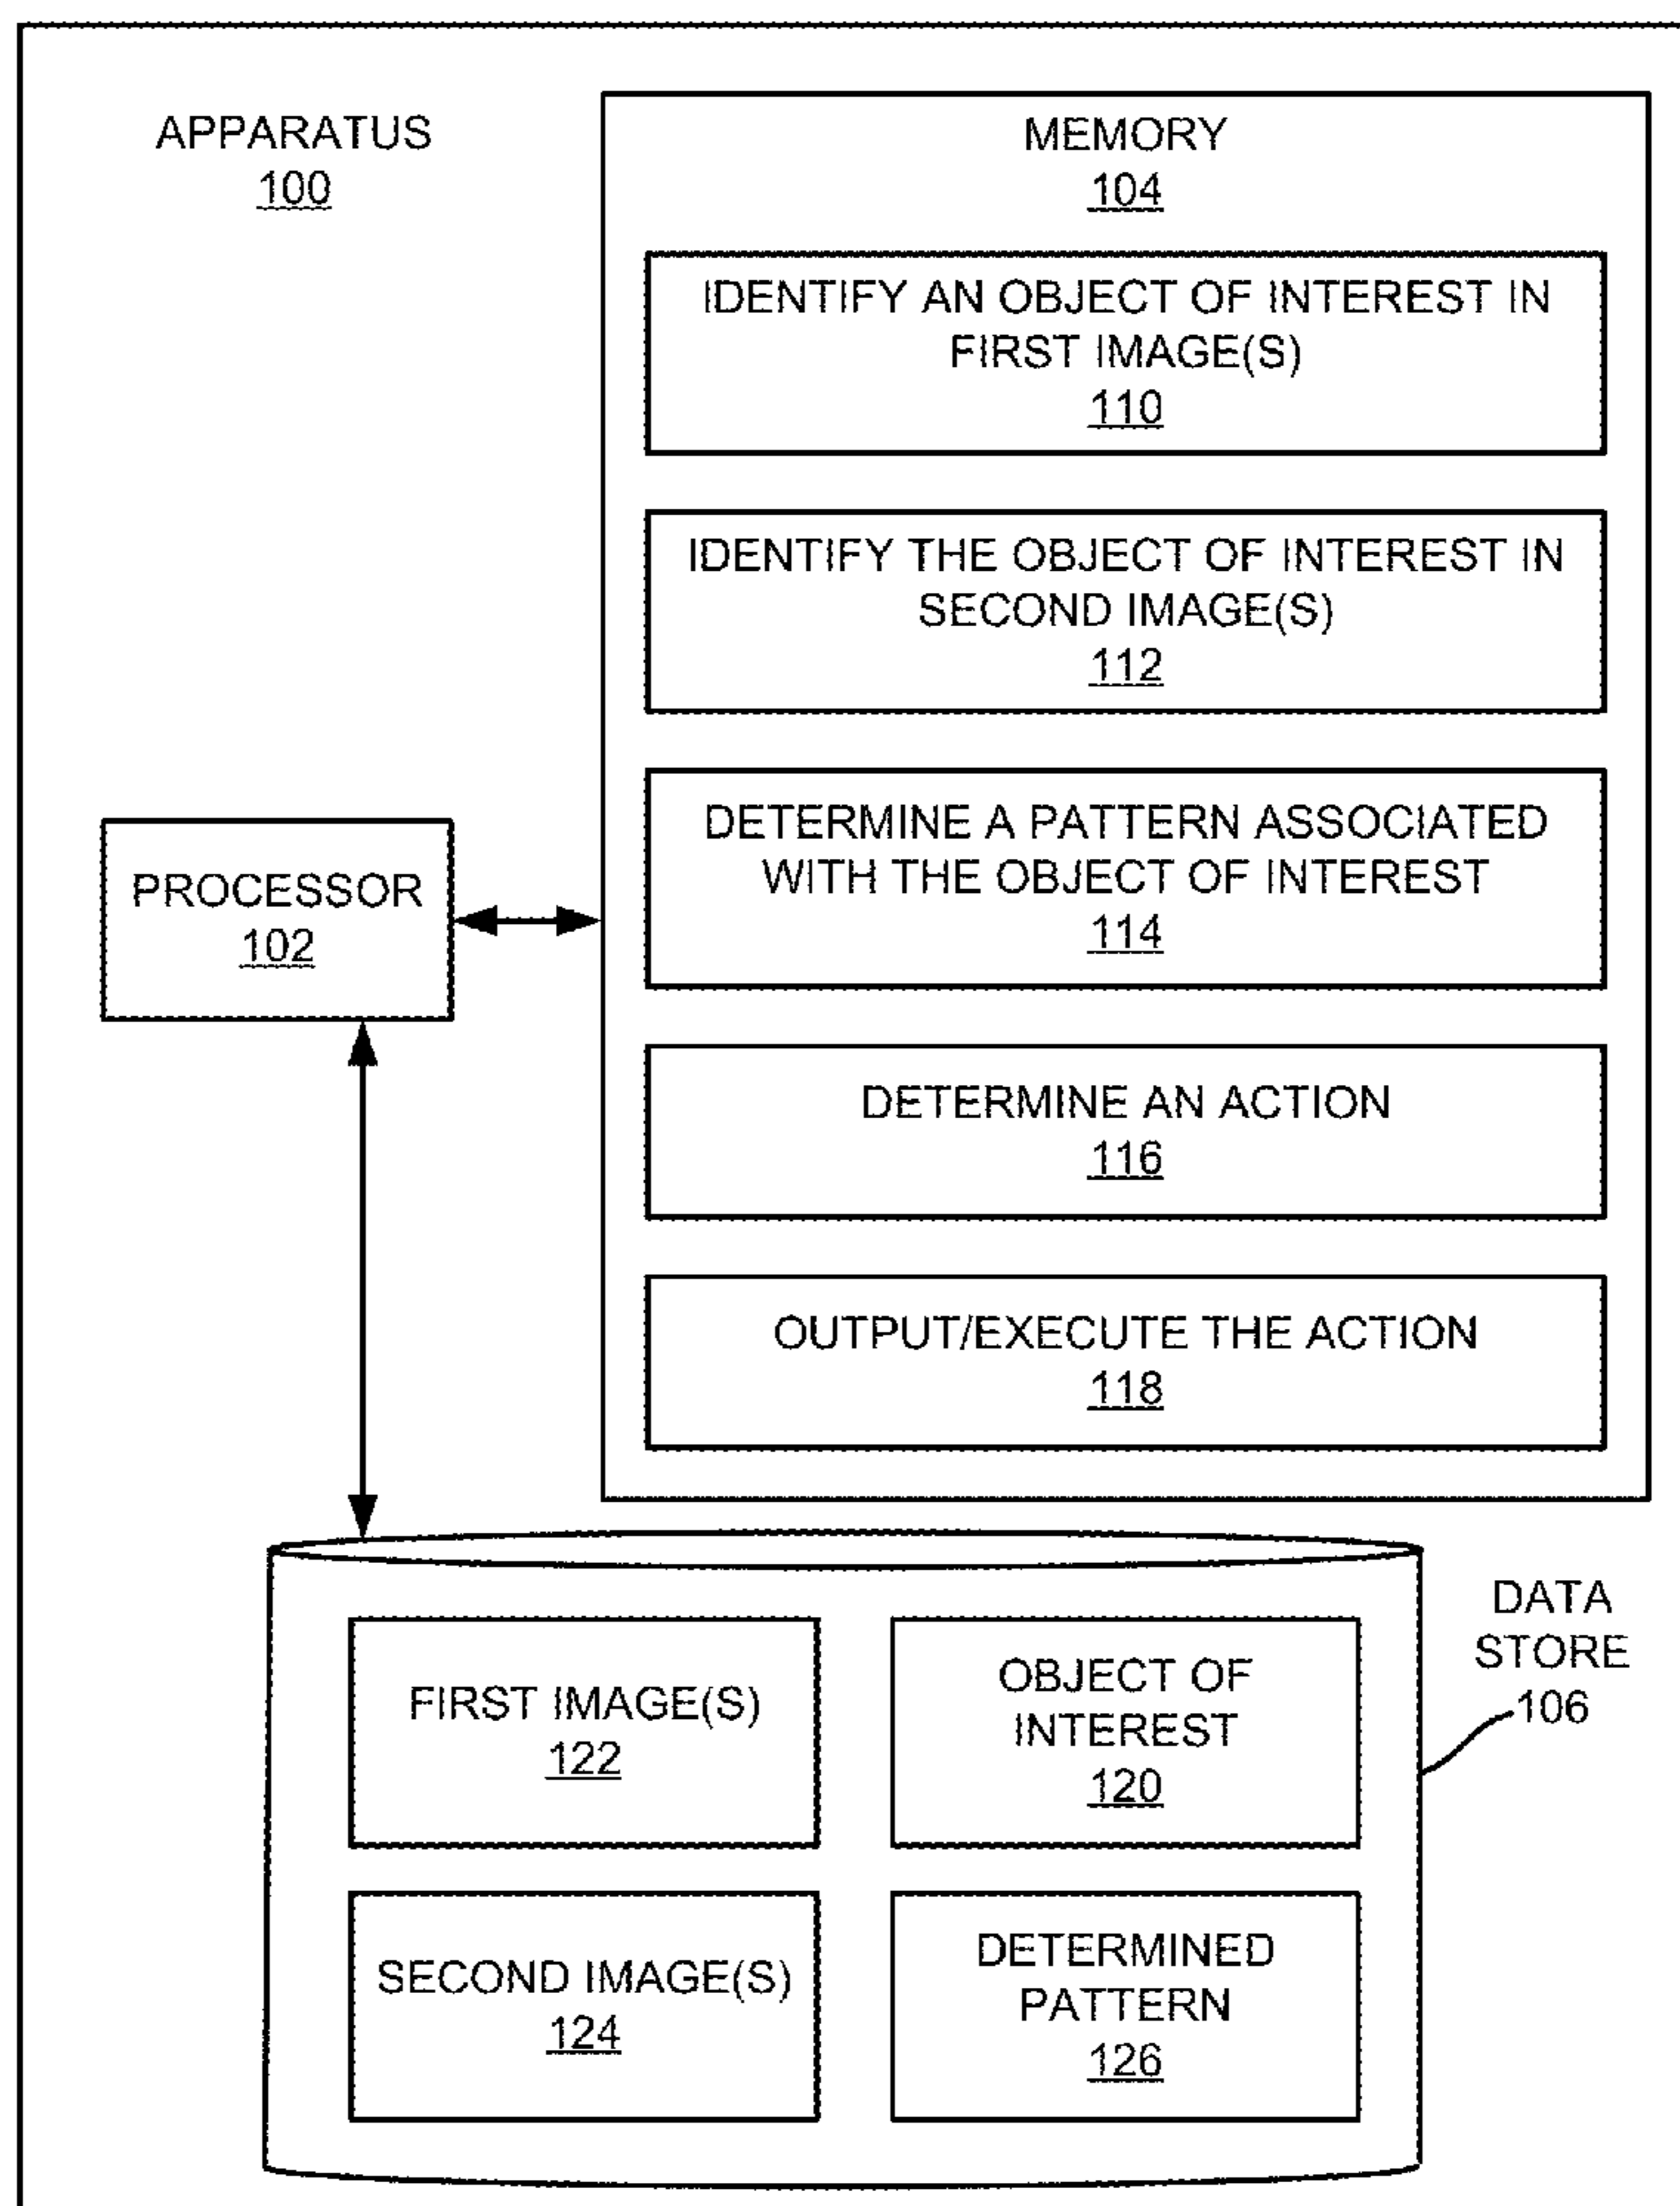 APPARATUS
100
MEMORY
104
IDENTIFY AN OBJECT OF INTEREST IN
FIRST IMAGE(S)
110
IDENTIFY THE OBJECT OF INTEREST IN
SECOND IMAGE(S)
112
DETERMINE A PATTERN ASSOCIATED
WITH THE OBJECT OF INTEREST
114
PROCESSOR
102
DETERMINE AN ACTION
116
OUTPUT/EXECUTE THE ACTION
118
DATA
STORE
106
FIRST IMAGE(S)
122
OBJECT OF
INTEREST
120
SECOND IMAGE(S)
124
DETERMINED
PATTERN
126